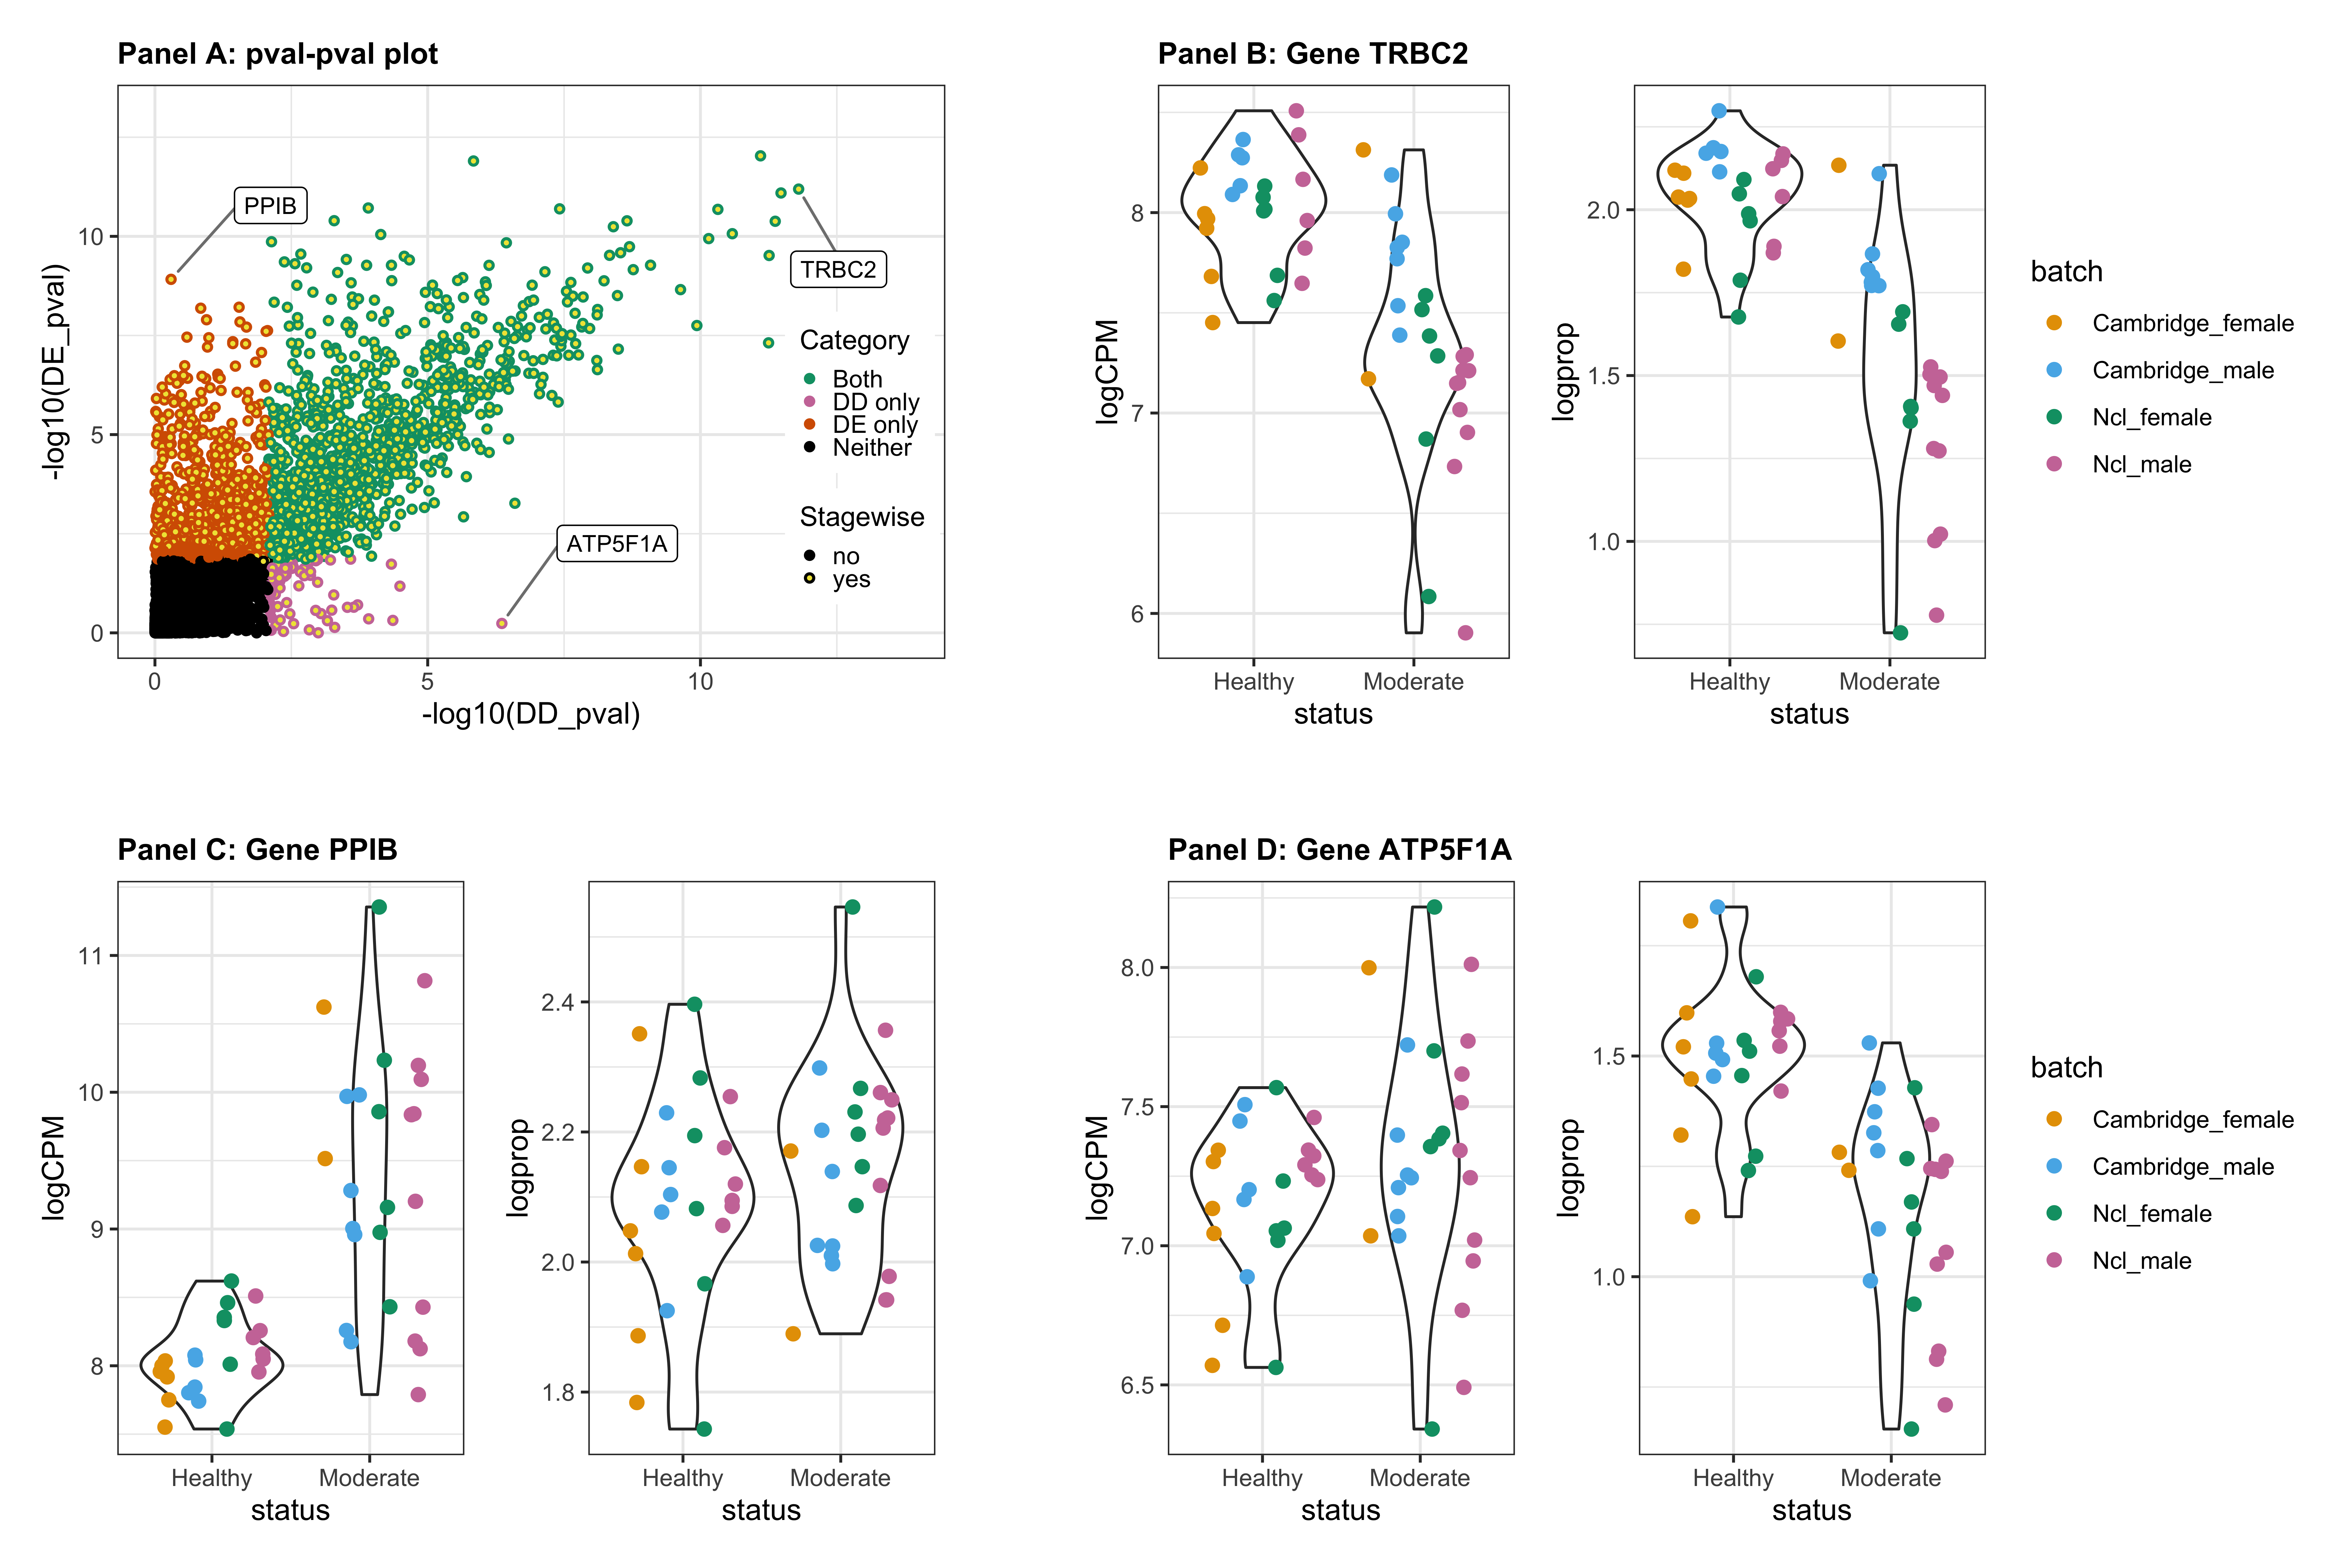 Panel A: pval-pval plot
-log10(DE_pval)
10
5
0
0
5
10
-log10(DD_pval)
PPIB
TRBC2
ATP5F1A
Category
Both
DD only
DE only
Neither
Stagewise
no
yes
Panel B: Gene TRBC2
logCPM
8
7
6
Healthy
Moderate
status
logprop
2.0
1.5
1.0
Healthy
Moderate
status
batch
Cambridge_female
Cambridge_male
Ncl_female
Ncl_male
Panel C: Gene PPIB
logCPM
11
10
9
8
Healthy
Moderate
status
logprop
2.4
2.2
2.0
1.8
Healthy
Moderate
status
Panel D: Gene ATP5F1A
logCPM
8.0
7.5
7.0
6.5
Healthy
Moderate
status
logprop
1.5
1.0
Healthy
Moderate
status
batch
Cambridge_female
Cambridge_male
Ncl_female
Ncl_male